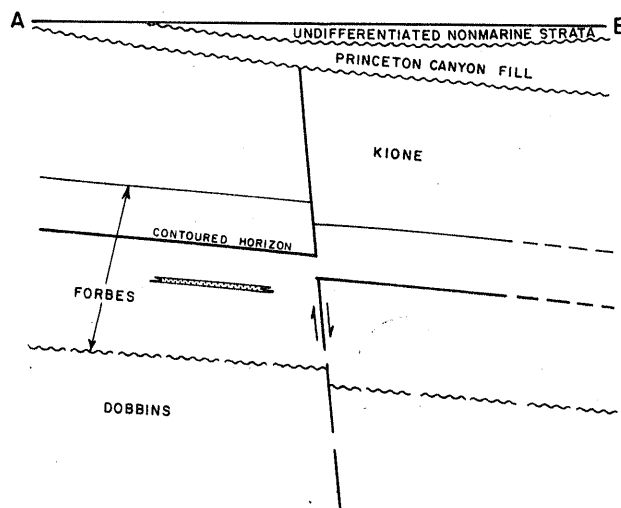 A
UNDIFFERENTIATED NONMARINE STRATA
B
PRINCETON CANYON FILL
KIONE
CONTOURED HORIZON
FORBES
DOBBINS